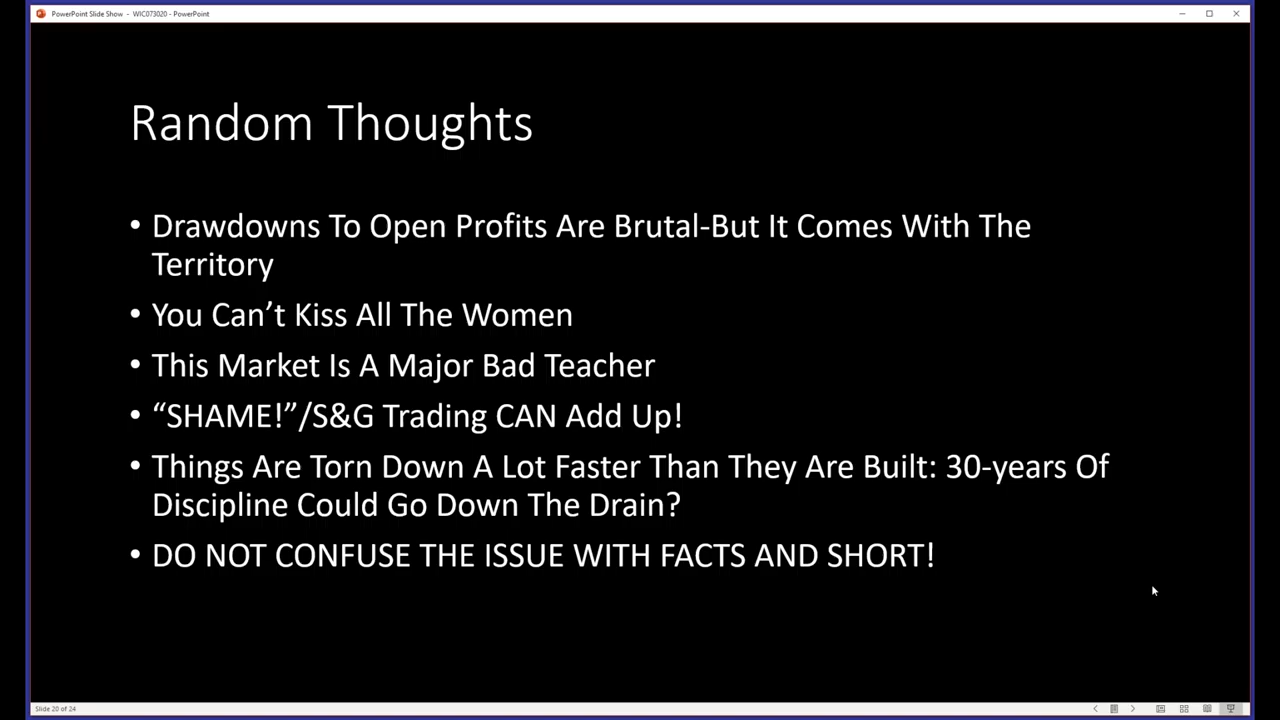 PowerPoint Slide Show - WIC073020 - PowerPoint
Random Thoughts
• Drawdowns To Open Profits Are Brutal-But It Comes With The
Territory
• You Can’t Kiss All The Women
• This Market Is A Major Bad Teacher
• “SHAME!”/S&G Trading CAN Add Up!
• Things Are Torn Down A Lot Faster Than They Are Built: 30-years Of
Discipline Could Go Down The Drain?
• DO NOT CONFUSE THE ISSUE WITH FACTS AND SHORT!
Slide 20 of 24